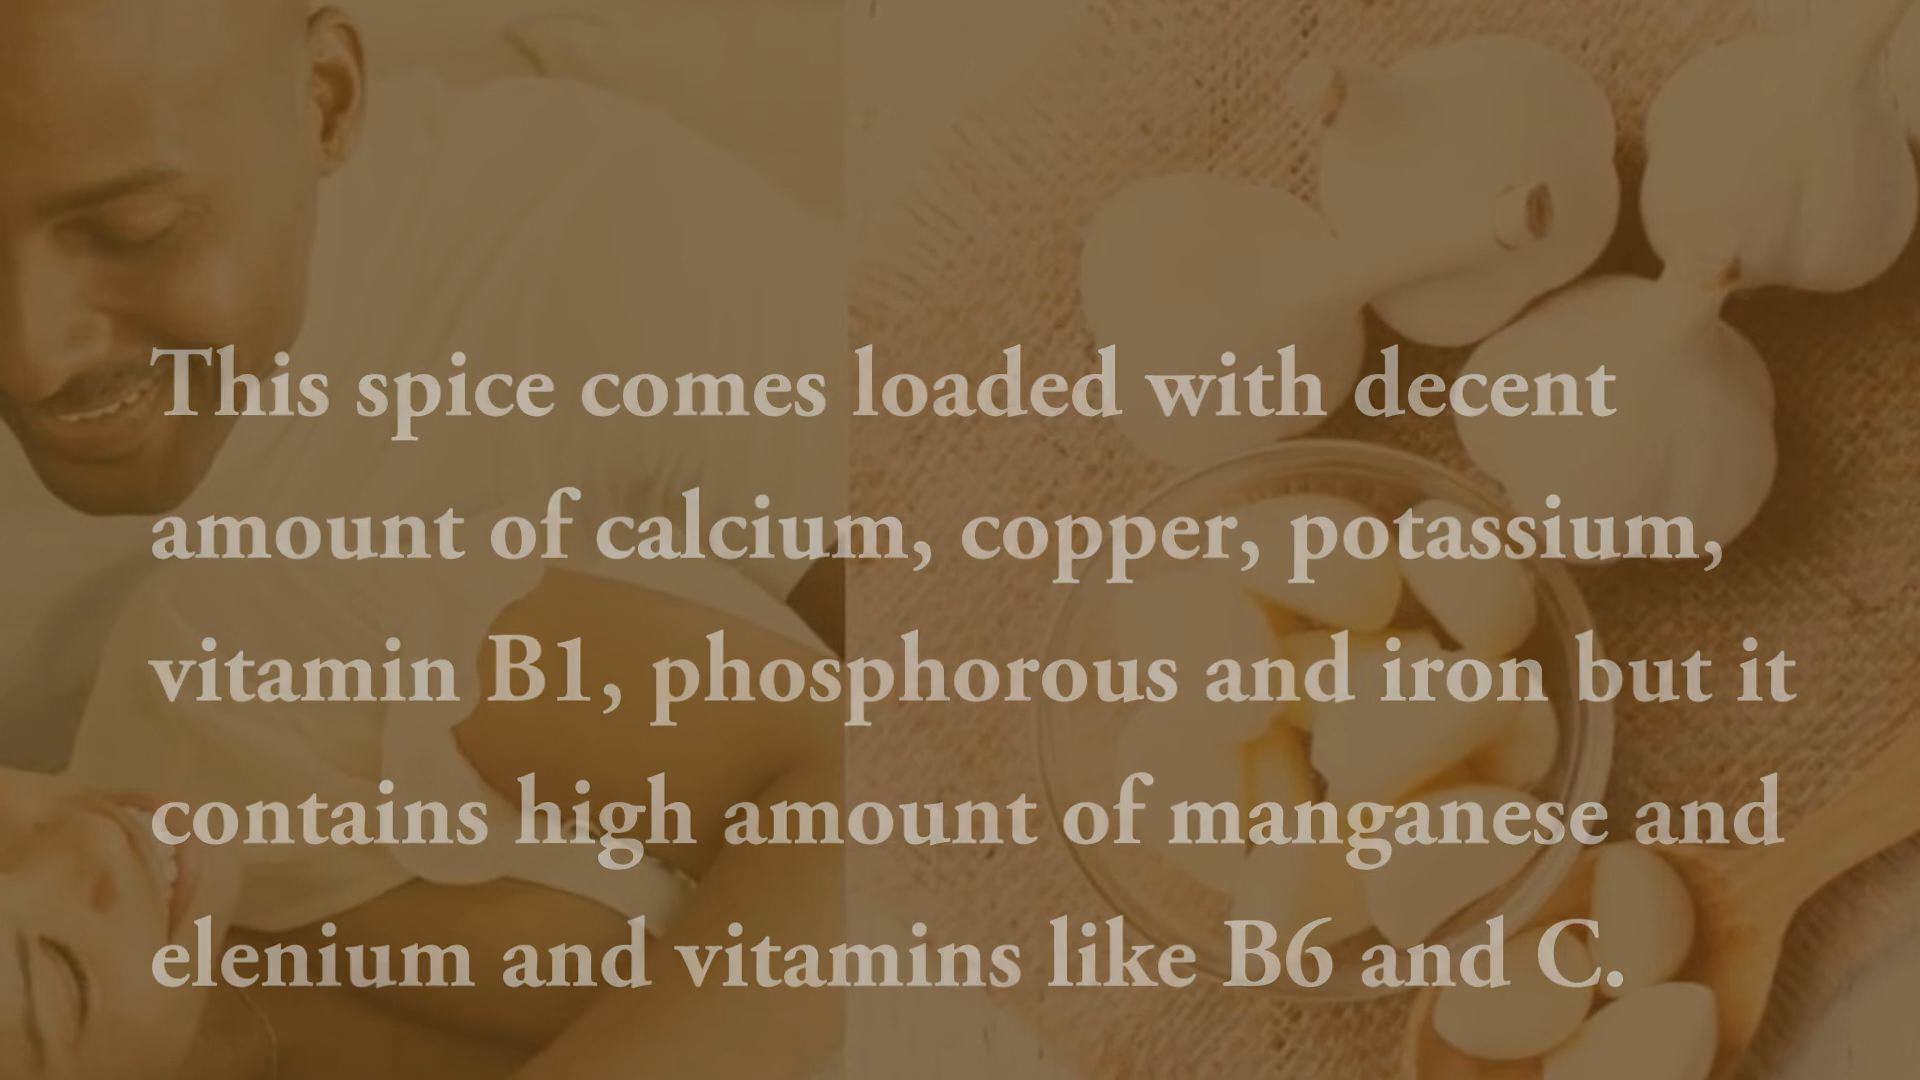 This spice comes loaded with decent
amount of calcium, copper, potassium,
vitamin B1, phosphorous and iron but it
contains high amount of manganese and
elenium and vitamins like B6 and C.